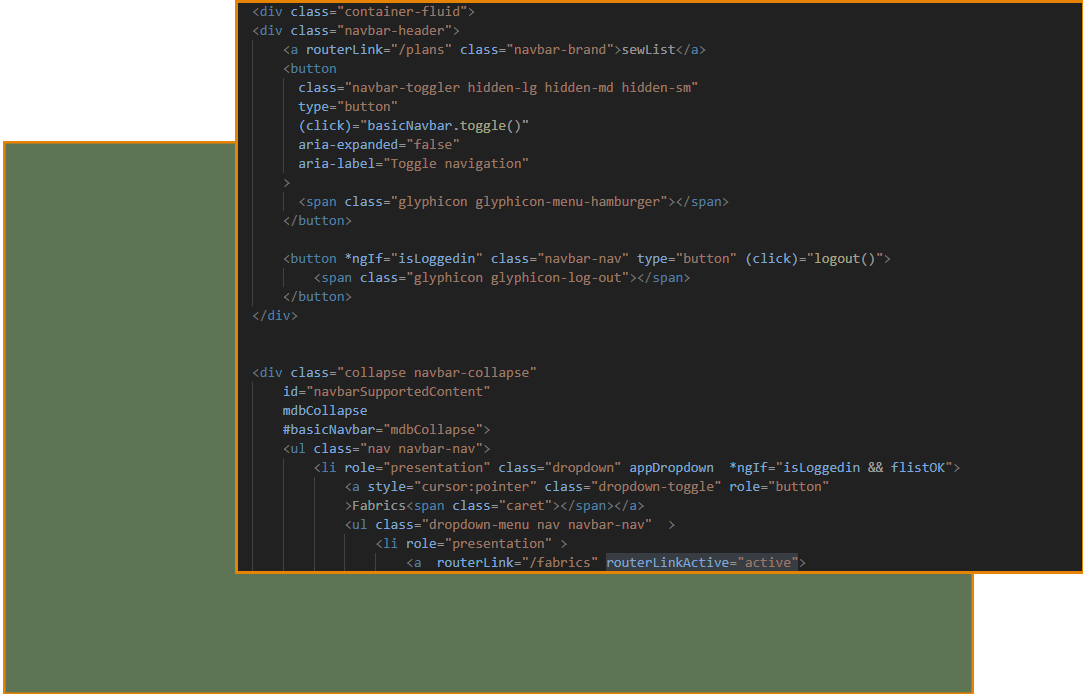 <div class="container-fluid">
<div class="navbar-header">
<a routerLink="/plans" class="navbar-brand">sewList</a>
<button
class="navbar-toggler hidden-lg hidden-md hidden-sm"
type="button"
(click)="basicNavbar.toggle()"
aria-expanded="false"
aria-label="Toggle navigation"
>
<span class="glyphicon glyphicon-menu-hamburger"></span>
</button>
<button *ngIf="isLoggedin" class="navbar-nav" type="button" (click)="logout()">
<span class="glyphicon glyphicon-log-out"></span>
</button>
</div>
<div class="collapse navbar-collapse"
id="navbarSupportedContent"
mdbCollapse
#basicNavbar="mdbCollapse">
<ul class="nav navbar-nav">
<li role="presentation" class="dropdown" appDropdown  *ngIf="isLoggedin && flistOK">
<a style="cursor:pointer" class="dropdown-toggle" role="button"
>Fabrics<span class="caret"></span></a>
<ul class="dropdown-menu nav navbar-nav"  >
<li role="presentation" >
<a  routerLink="/fabrics" routerLinkActive="active">